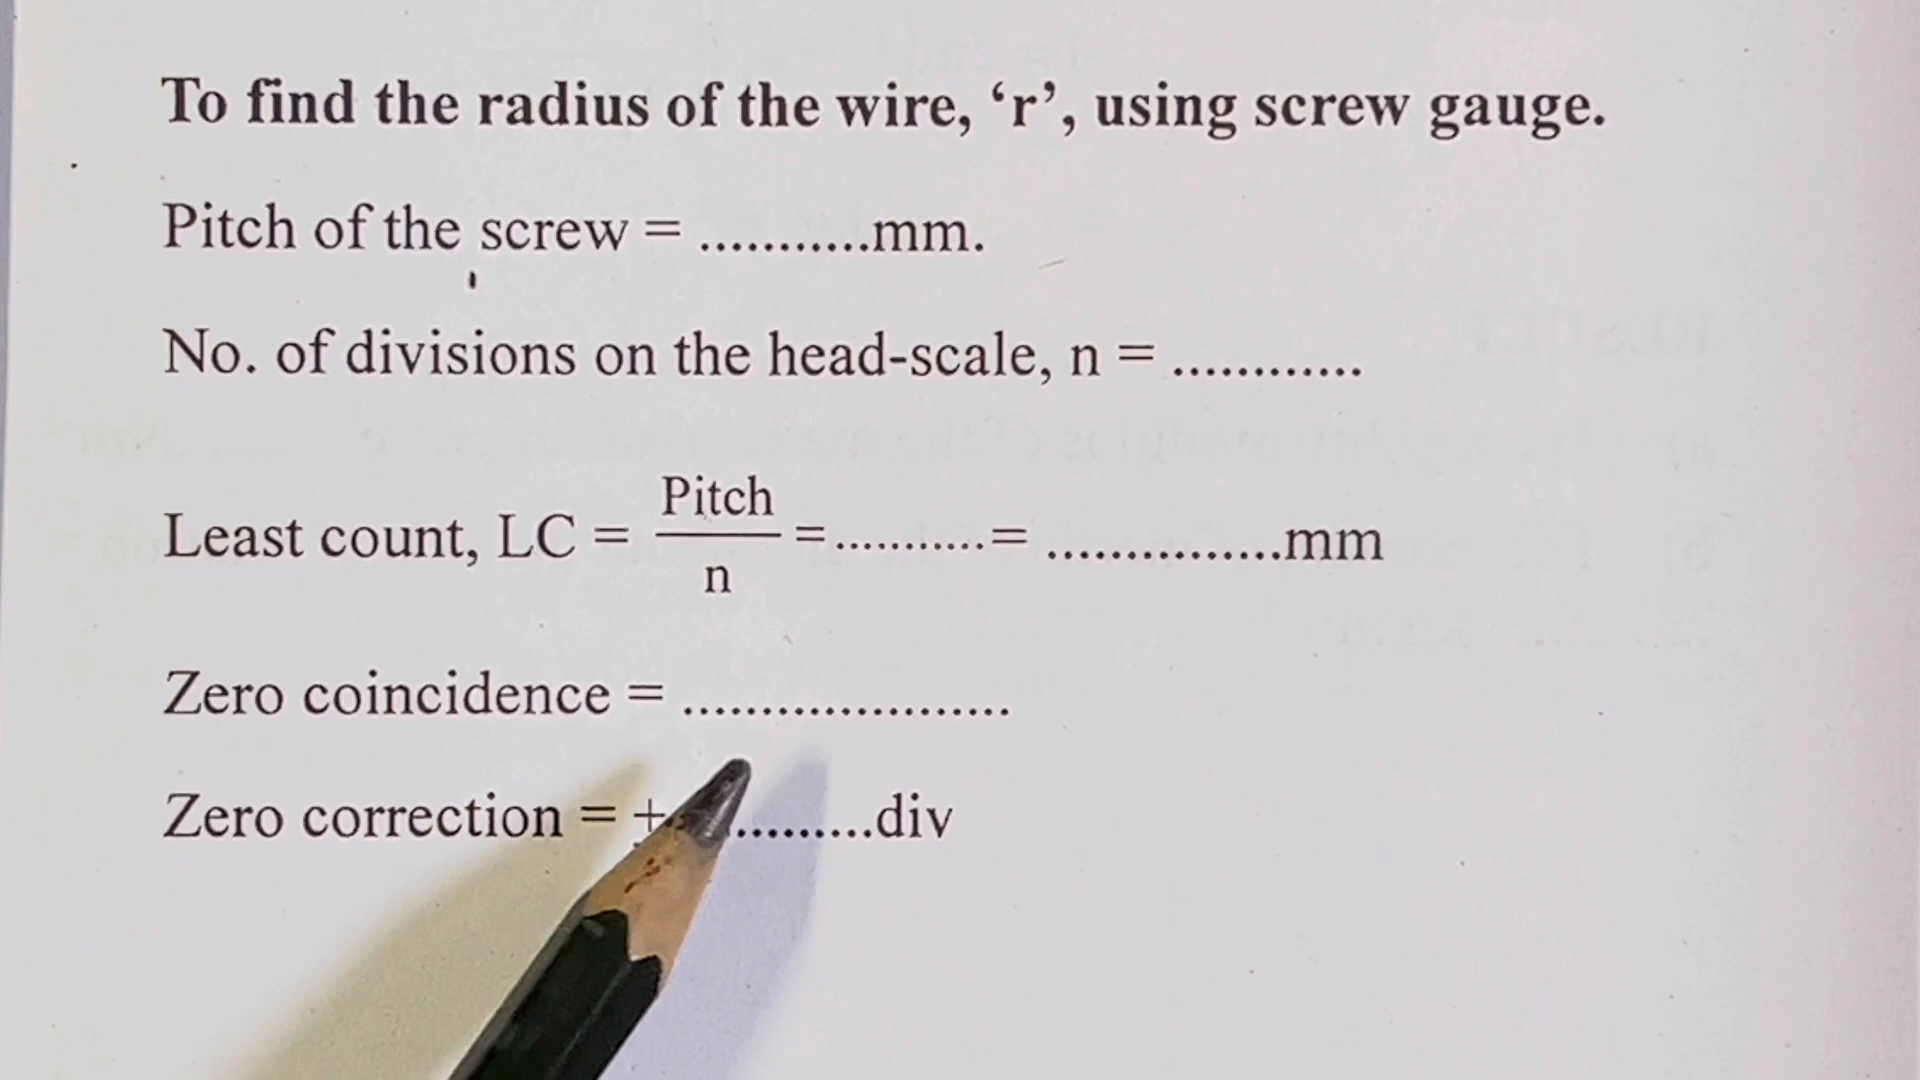 To find the radius of the wire, ‘r’, using screw gauge.
Pitch of the screw = ...........mm.
No. of divisions on the head-scale, n = ............
Least count, LC = Pitch/n =...........= ...............mm
Zero coincidence = .....................
Zero correction = ±.........div